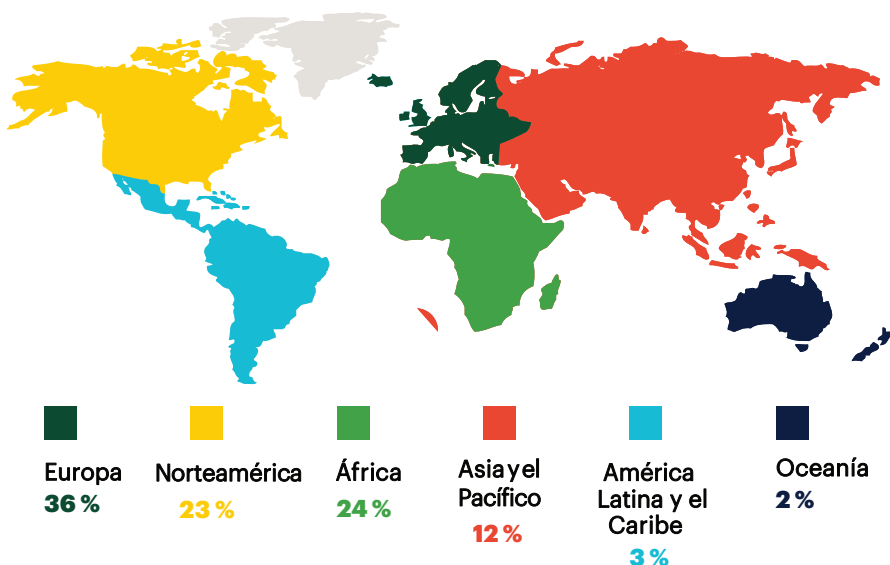 Europa
36 %
Norteamérica
23 %
África
24 %
Asia y el
Pacífico
12 %
América
Latina y el
Caribe
3 %
Oceanía
2 %